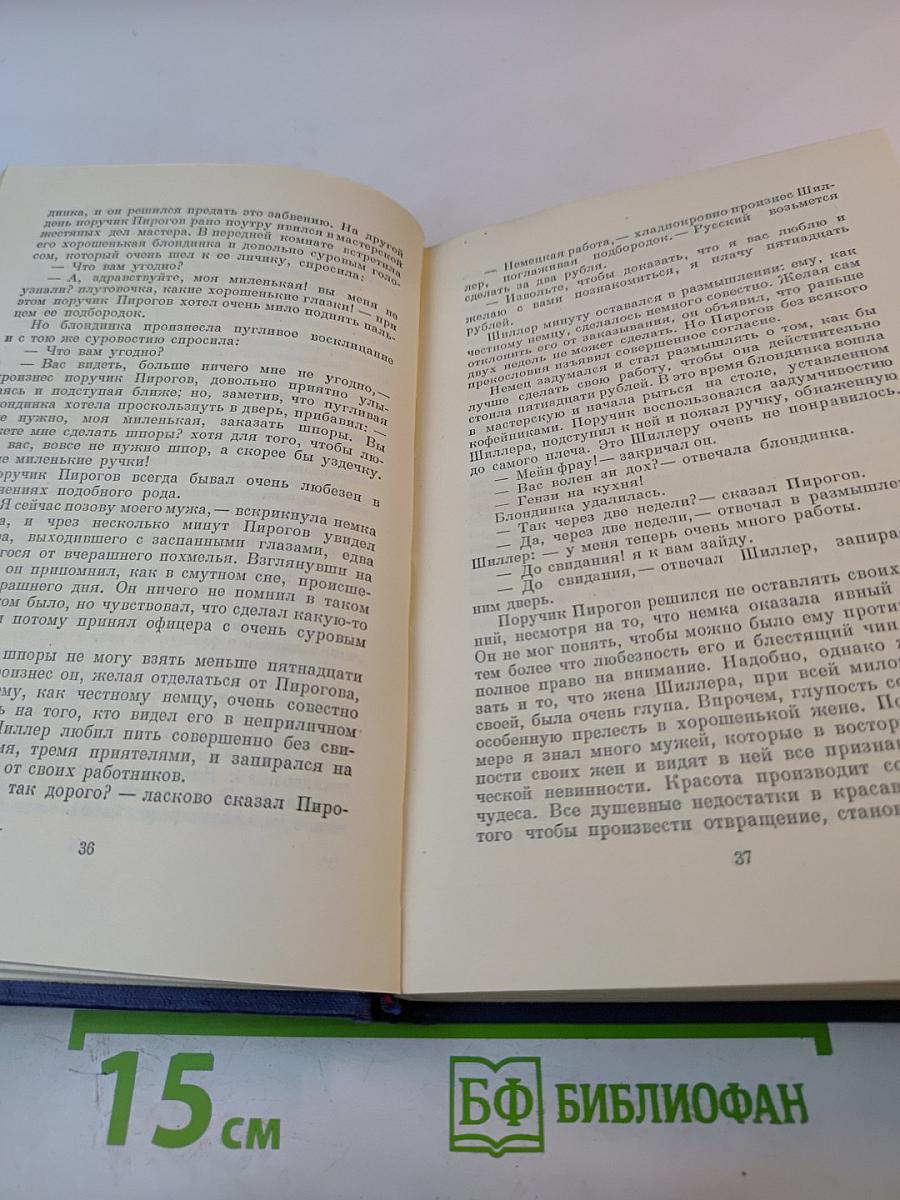 динка, и он решился предать это забвению. На другой
день поручик Пирогов рано поутру явился в мастерской
жестяных дел мастера. В передней комнате встретила
его хорошенькая блондинка и довольно суровым голо-
сом, который очень шел к ее личику, спросила:
— Что вам угодно?
— А, здравствуйте, моя миленькая! вы меня не
узнали? плутовочка, какие хорошенькие глазки! — при
этом поручик Пирогов хотел очень мило поднять паль-
цем ее подбородок.
Но блондинка произнесла пугливое восклицание
и с тою же суровостию спросила:
— Что вам угодно?
— Вас видеть, больше ничего мне не угодно,—
произнес поручик Пирогов, довольно приятно улы-
аясь и подступая ближе; но, заметив, что пугливая
ондинка хотела проскользнуть в дверь, прибавил: —
е нужно, моя миленькая, заказать шпоры. Вы
жете мне сделать шпоры? хотя для того, чтобы лю-
вас, вовсе не нужно шпор, а скорее бы уздечку.
ие миленькие ручки!
оручик Пирогов всегда бывал очень любезен в
нениях подобного рода.
Я сейчас позову моего мужа, — вскрикнула немка
а, и чрез несколько минут Пирогов увидел
ра, выходившего с заспанными глазами, едва
гося от вчерашнего похмелья. Взглянувши на
он припомнил, как в смутном сне, происше-
рашнего дня. Он ничего не помнил в таком
ком было, но чувствовал, что сделал какую-то
и потому принял офицера с очень суровым
шпоры не могу взять меньше пятнадцати
роизнес он, желая отделаться от Пирогова,
ему, как честному немцу, очень совестно
ь на того, кто видел его в неприличном
Шиллер любил пить совершенно без сви-
мя, тремя приятелями, и запирался на
от своих работников.
так дорого? — ласково сказал Пиро-
36
— Немецкая работа,— хладнокровно произнес Шил-
лер, поглаживая подбородок.— Русский возьмется
сделать за два рубля.
— Извольте, чтобы доказать, что я вас люблю и
желаю с вами познакомиться, я плачу пятнадцать
рублей.
Шиллер минуту оставался в размышлении: ему, как
честному немцу, сделалось немного совестно. Желая сам
отклонить его от заказывания, он объявил, что раньше
двух недель не может сделать. Но Пирогов без всякого
прекословия изъявил совершенное согласие.
Немец задумался и стал размышлять о том, как бы
лучше сделать свою работу, чтобы она действительно
стоила пятнадцати рублей. В это время блондинка вошла
в мастерскую и начала рыться на столе, уставленном
кофейниками. Поручик воспользовался задумчивостию
Шиллера, подступил к ней и пожал ручку, обнаженную
до самого плеча. Это Шиллеру очень не понравилось.
— Мейн фрау! — закричал он.
— Вас волен зи дох? — отвечала блондинка.
— Гензи на кухня!
Блондинка удалилась.
— Так через две недели? — сказал Пирогов.
— Да, через две недели,— отвечал в размышле
Шиллер: — у меня теперь очень много работы.
— До свидания! я к вам зайду.
— До свидания,— отвечал Шиллер, запира
ним дверь.
Поручик Пирогов решился не оставлять своих
ний, несмотря на то, что немка оказала явный
Он не мог понять, чтобы можно было ему проти
тем более что любезность его и блестящий чин
полное право на внимание. Надобно, однако ж
зать и то, что жена Шиллера, при всей милов
своей, была очень глупа. Впрочем, глупость со
особенную прелесть в хорошенькой жене. По
мере я знал много мужей, которые в востор
пости своих жен и видят в ней все признак
ческой невинности. Красота производит со
чудеса. Все душевные недостатки в красав
того чтобы произвести отвращение, стано
37
15 см
БФ БИБЛИОФАН